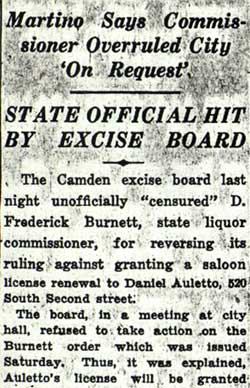 Martino Says Commis-
sioner Overruled City
'On Request'.
STATE OFFICIAL HIT
BY EXCISE BOARD
The Camden excise board last
night unofficially "censured" D.
Frederick Burnett, state liquor
commissioner, for reversing its
ruling against granting a saloon
license renewal to Daniel Auletto, 520
South Second street.
The board, in a meeting at city
hall, refused to take action on the
Burnett order which was issued
Saturday. Thus, it was explained,
Auletto's license will be granted